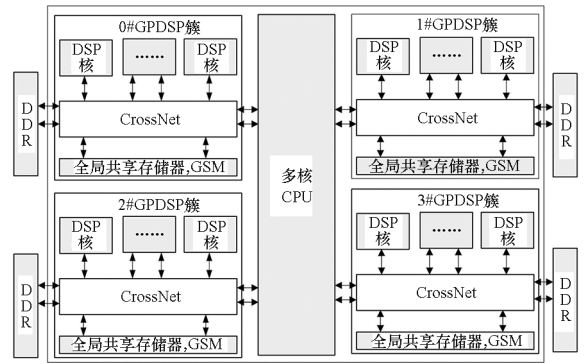 0#GPDSP簇
DSP
核
……
DSP
核
CrossNet
全局共享存储器,GSM
DDR
1#GPDSP簇
DSP
核
……
DSP
核
CrossNet
全局共享存储器,GSM
DDR
多核
CPU
2#GPDSP簇
DSP
核
……
DSP
核
CrossNet
全局共享存储器,GSM
DDR
3#GPDSP簇
DSP
核
……
DSP
核
CrossNet
全局共享存储器,GSM
DDR